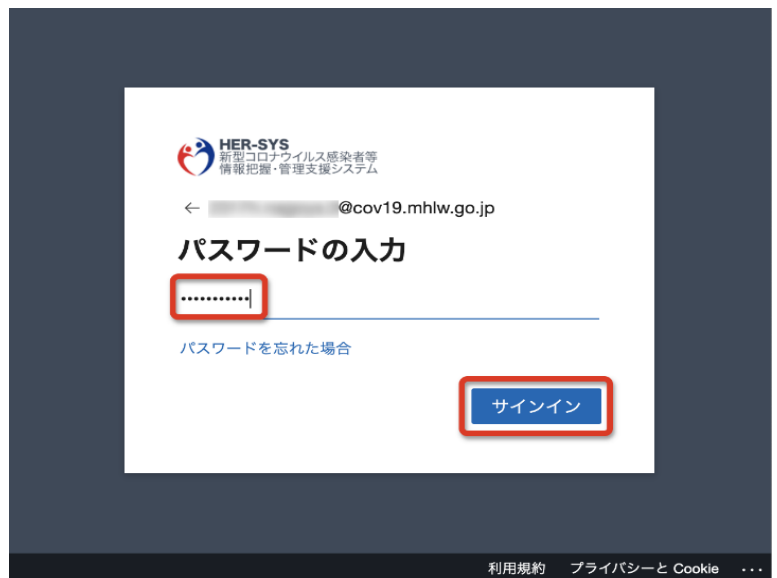 HER-SYS
新型コロナウイルス感染者等
情報把握・管理支援システム
← @cov19.mhlw.go.jp
パスワードの入力
•••••••••••
パスワードを忘れた場合
サインイン
利用規約 プライバシーと Cookie ...